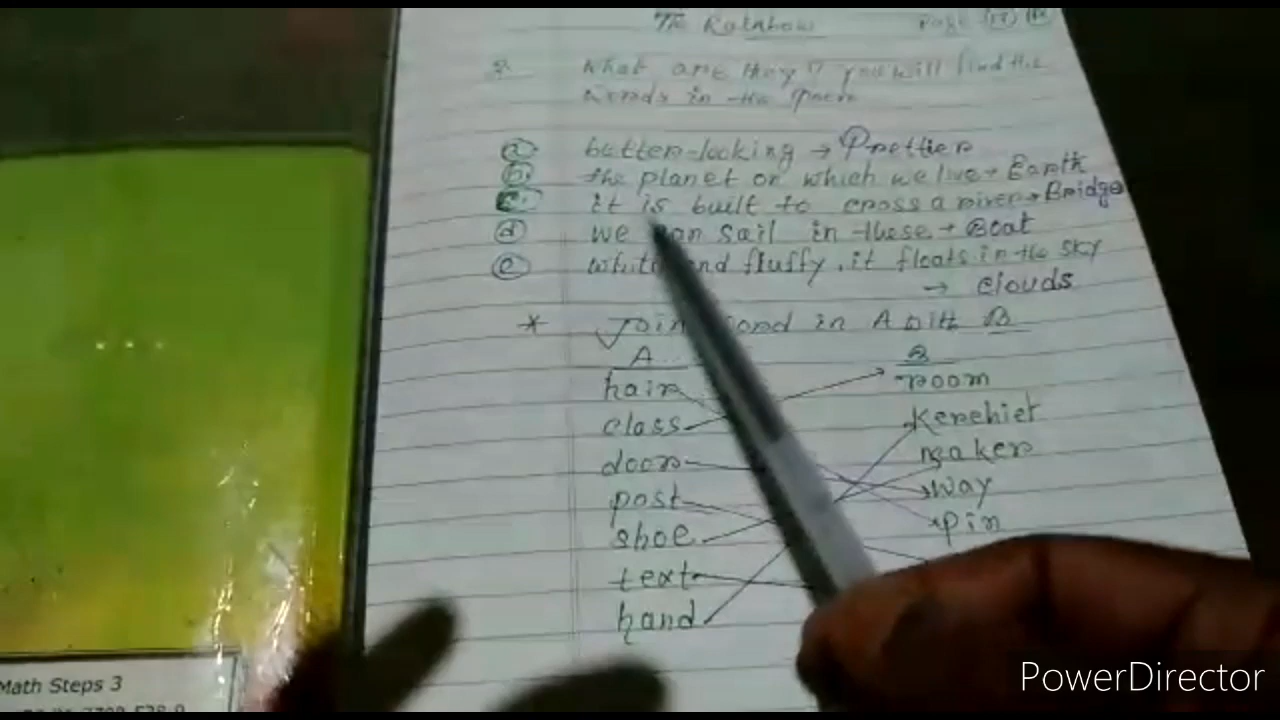 The Rainbow Page
What are they? you will find the
words in the Poem
a better-looking → Prettier
b. the planet on which we live → Earth
c. it is built to cross a river → Bridge
d we can sail in these → Boat
e white and fluffy, it floats in the sky
→ clouds
* Join word in A with B
A B
hair room
class Kerchief
door maker
post way
shoe pin
text
hand
Math Steps 3
PowerDirector